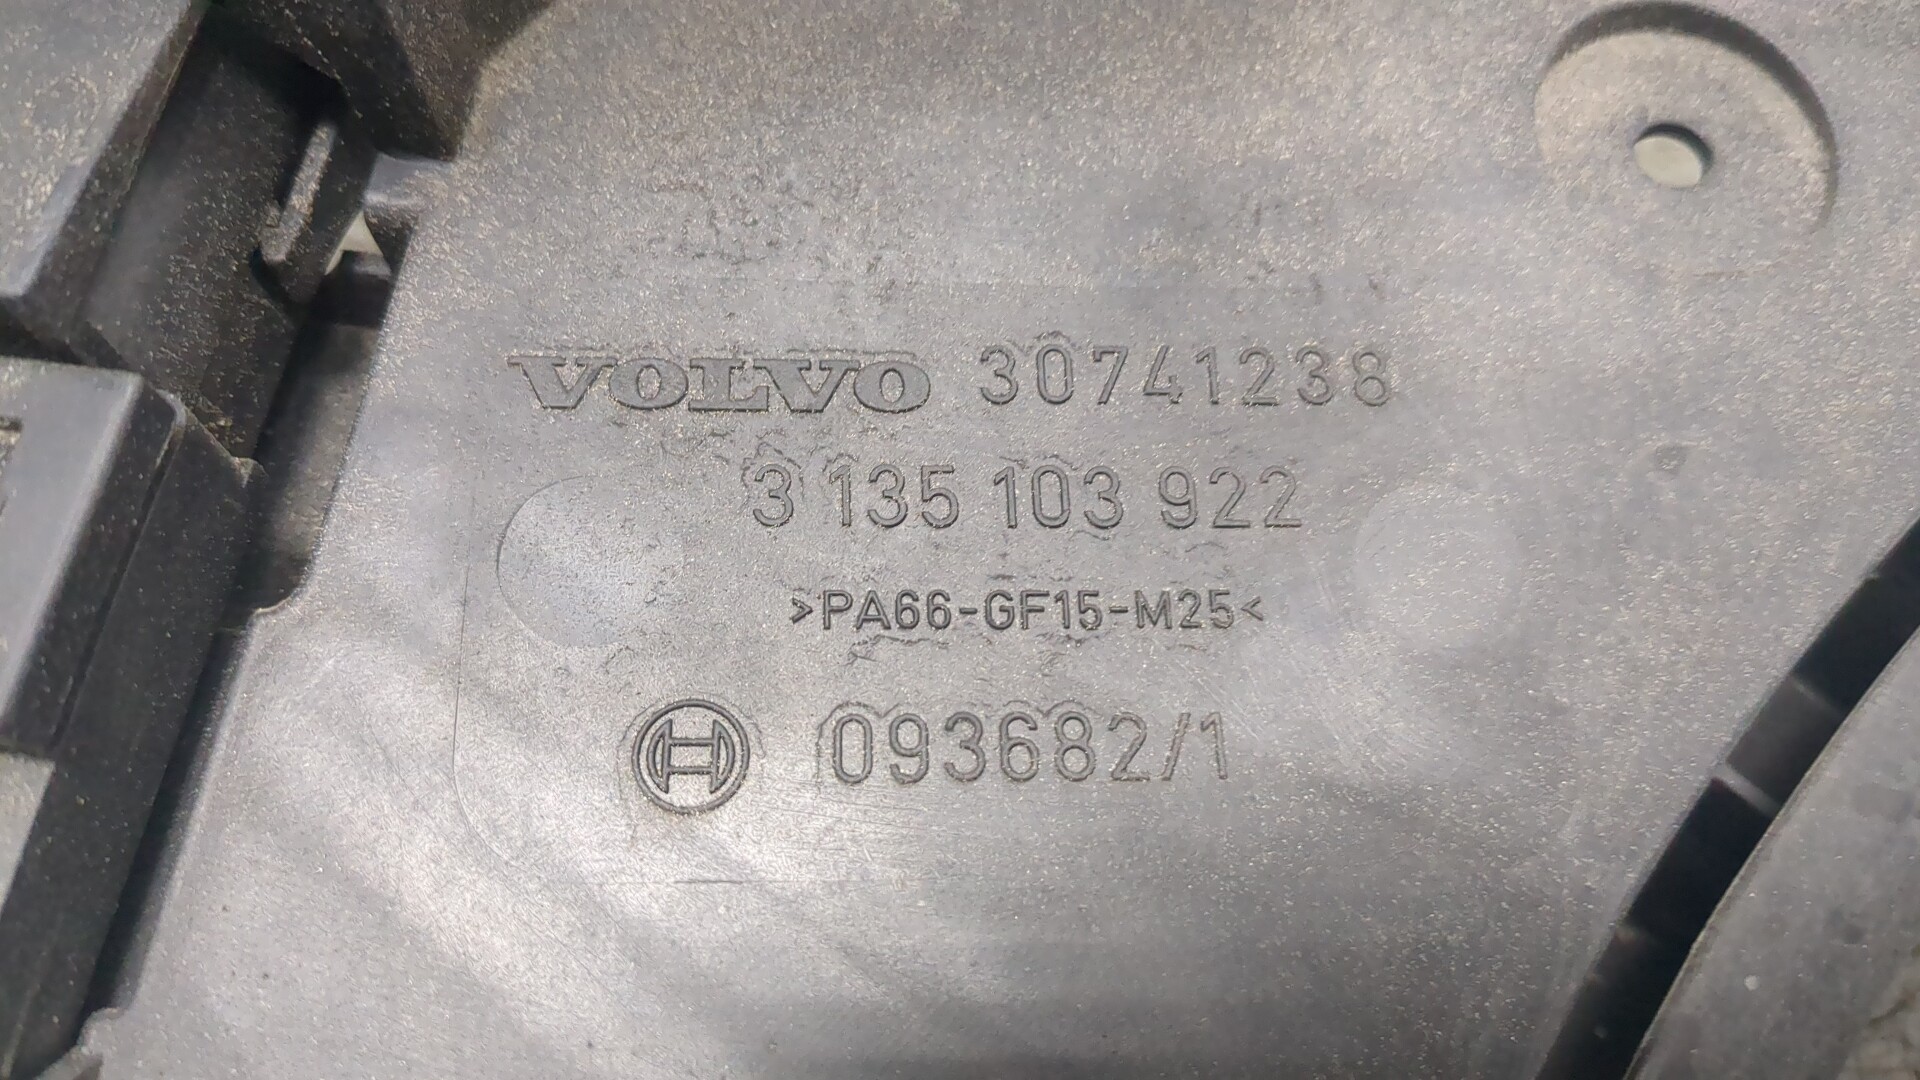 VOLVO 30741238
3 135 103 922
>PA66-GF15-M25<
093682/1